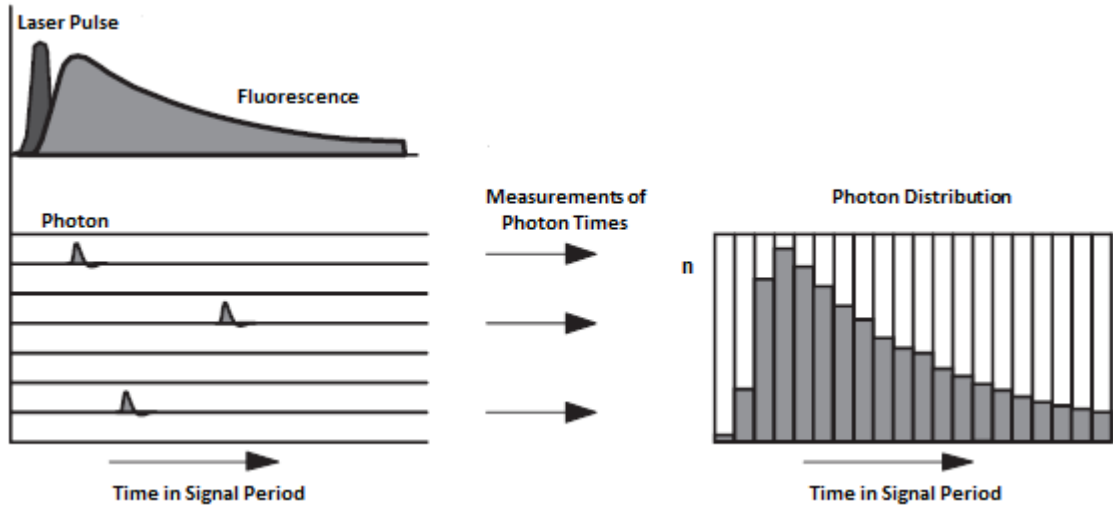 Laser Pulse
Fluorescence
Photon
Measurements of
Photon Times
Photon Distribution
n
Time in Signal Period
Time in Signal Period